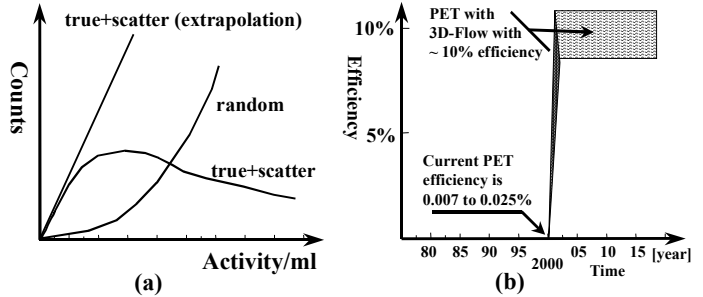 true+scatter (extrapolation)
Counts
random
true+scatter
Activity/ml
(a)
10%
5%
Efficiency
PET with
3D-Flow with
~ 10% efficiency
Current PET
efficiency is
0.007 to 0.025%
80 85 90 95 2000 05 10 15 [year]
Time
(b)